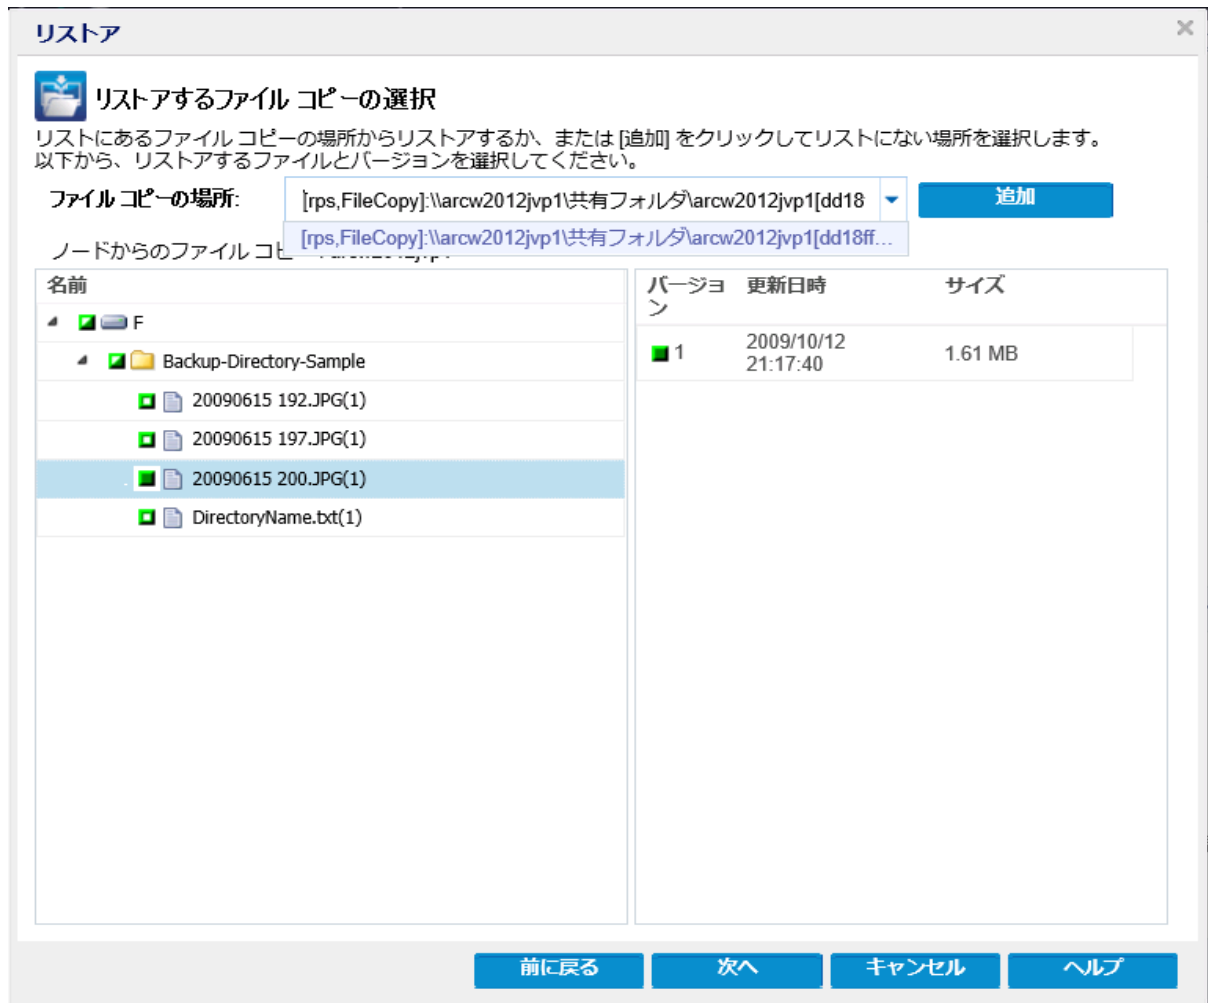 リストア
リストアするファイル コピーの選択
リストにあるファイル コピーの場所からリストアするか、または [追加] をクリックしてリストにない場所を選択します。
以下から、リストアするファイルとバージョンを選択してください。
ファイル コピーの場所:
[rps,FileCopy]:\\arcw2012jvp1\共有フォルダ\arcw2012jvp1[dd18
追加
[rps,FileCopy]:\\arcw2012jvp1\共有フォルダ\arcw2012jvp1[dd18ff...
ノードからのファイル コピ
名前
バージョン
更新日時
サイズ
F
Backup-Directory-Sample
20090615 192.JPG(1)
20090615 197.JPG(1)
20090615 200.JPG(1)
DirectoryName.txt(1)
1
2009/10/12
21:17:40
1.61 MB
前に戻る
次へ
キャンセル
ヘルプ